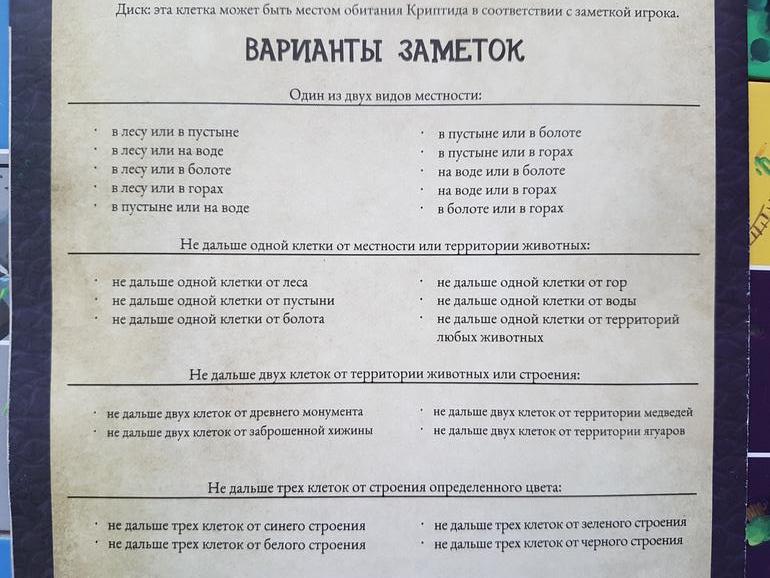 Диск: эта клетка может быть местом обитания Криптида в соответствии с заметкой игрока.
ВАРИАНТЫ ЗАМЕТОК
Один из двух видов местности:
· в лесу или в пустыне
· в лесу или на воде
· в лесу или в болоте
· в лесу или в горах
· в пустыне или на воде
· в пустыне или в болоте
· в пустыне или в горах
· на воде или в болоте
· на воде или в горах
· в болоте или в горах
Не дальше одной клетки от местности или территории животных:
· не дальше одной клетки от леса
· не дальше одной клетки от пустыни
· не дальше одной клетки от болота
· не дальше одной клетки от гор
· не дальше одной клетки от воды
· не дальше одной клетки от территорий
любых животных
Не дальше двух клеток от территории животных или строения:
· не дальше двух клеток от древнего монумента
· не дальше двух клеток от заброшенной хижины
· не дальше двух клеток от территории медведей
· не дальше двух клеток от территории ягуаров
Не дальше трех клеток от строения определенного цвета:
· не дальше трех клеток от синего строения
· не дальше трех клеток от белого строения
· не дальше трех клеток от зеленого строения
· не дальше трех клеток от черного строения